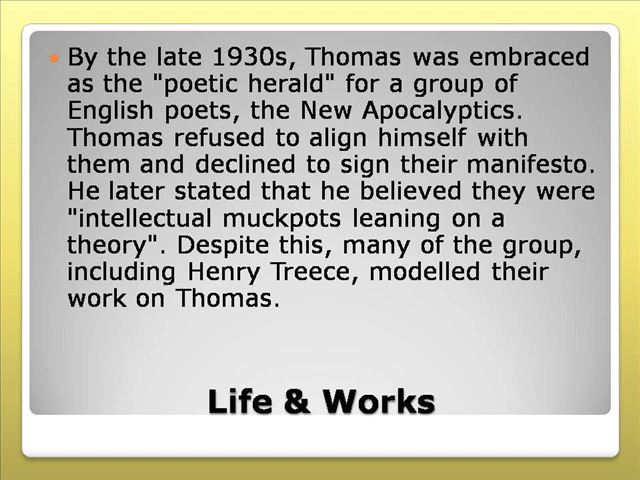 By the late 1930s, Thomas was embraced
as the "poetic herald" for a group of
English poets, the New Apocalyptics.
Thomas refused to align himself with
them and declined to sign their manifesto.
He later stated that he believed they were
"intellectual muckpots leaning on a
theory". Despite this, many of the group,
including Henry Treece, modelled their
work on Thomas.
Life & Works